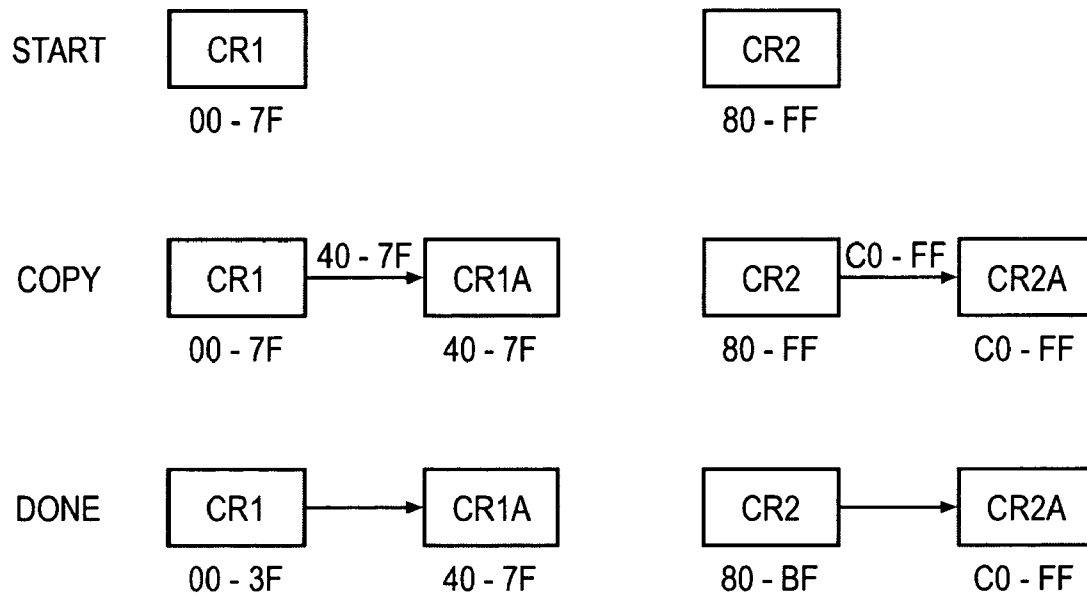 START CR1 CR2
00 - 7F 80 - FF
40 - 7F C0 - FF
COPY CR1 CR1A CR2 CR2A
00 - 7F 40 - 7F 80 - FF C0 - FF
DONE CR1 CR1A CR2 CR2A
00 - 3F 40 - 7F 80 - BF C0 - FF